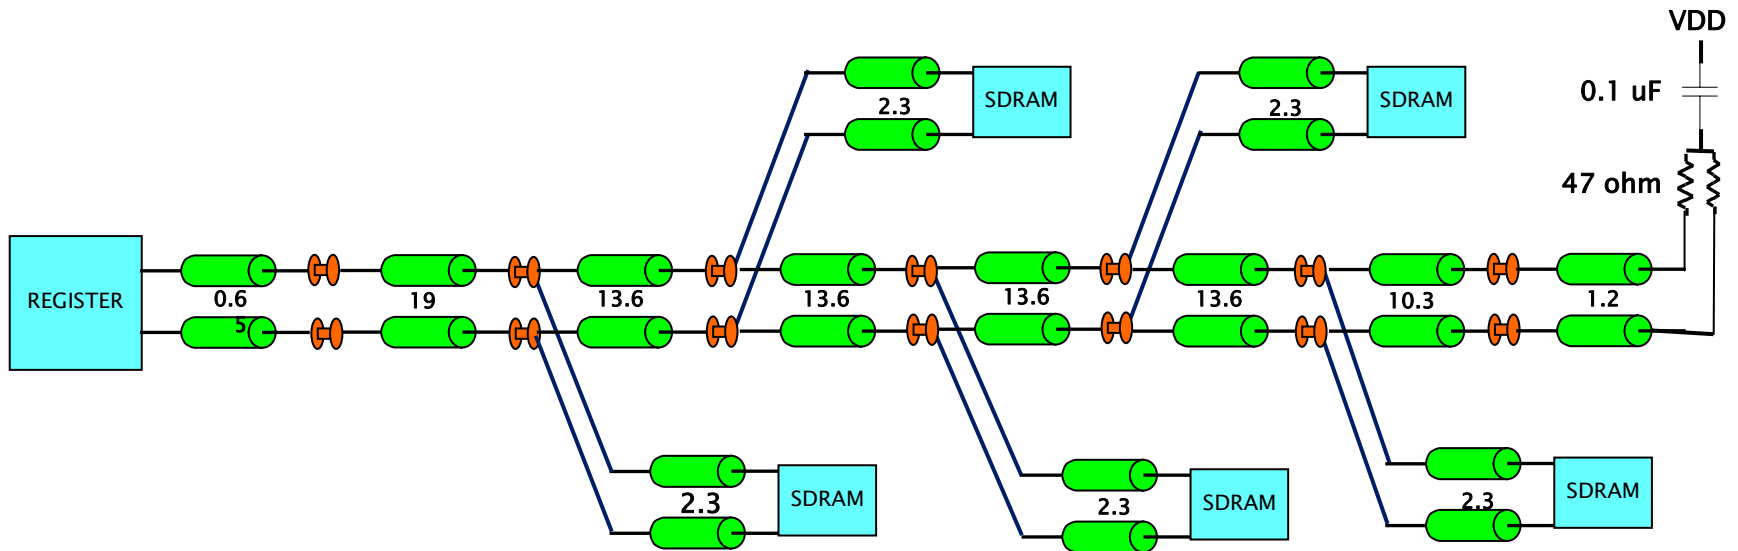 VDD
0.1 uF
47 ohm
SDRAM
2.3
SDRAM
2.3
REGISTER
0.6
5
19
13.6
13.6
13.6
13.6
10.3
1.2
2.3
SDRAM
2.3
SDRAM
2.3
SDRAM